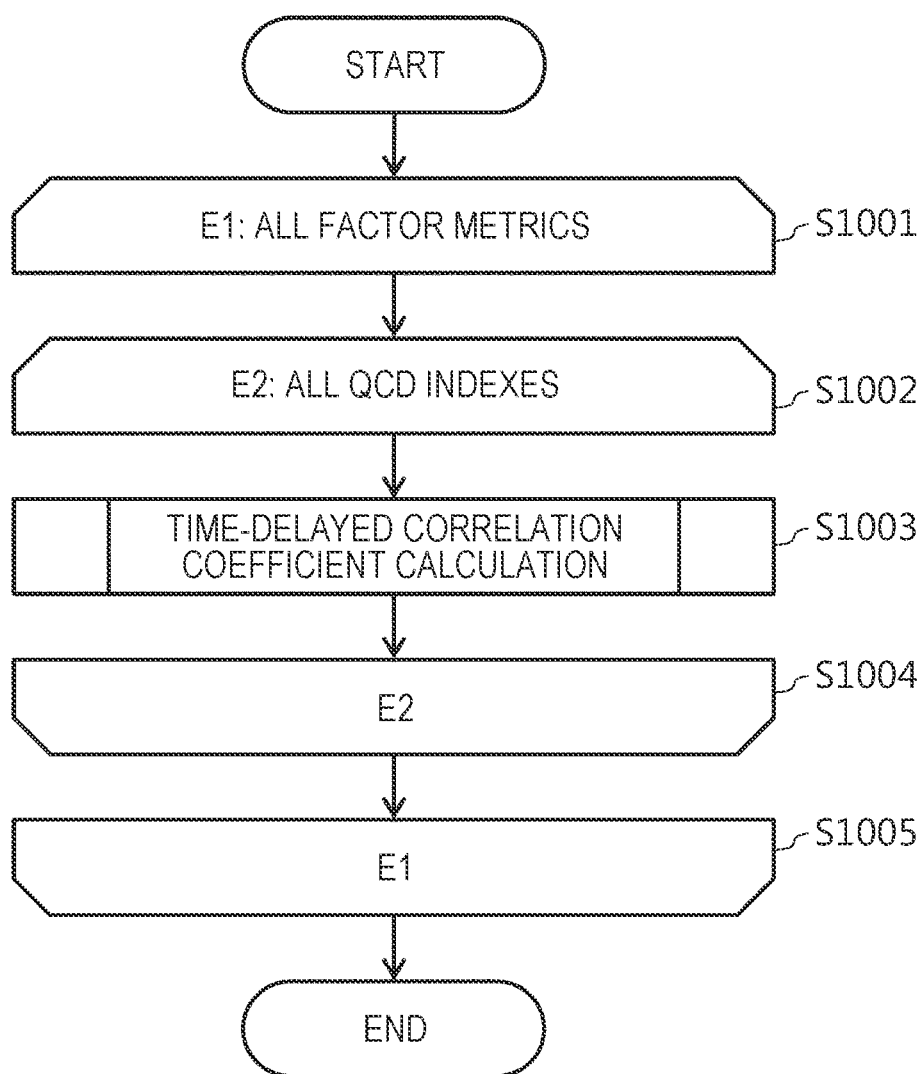 START
E1: ALL FACTOR METRICS
S1001
E2: ALL QCD INDEXES
S1002
TIME-DELAYED CORRELATION
COEFFICIENT CALCULATION
S1003
E2
S1004
E1
S1005
END